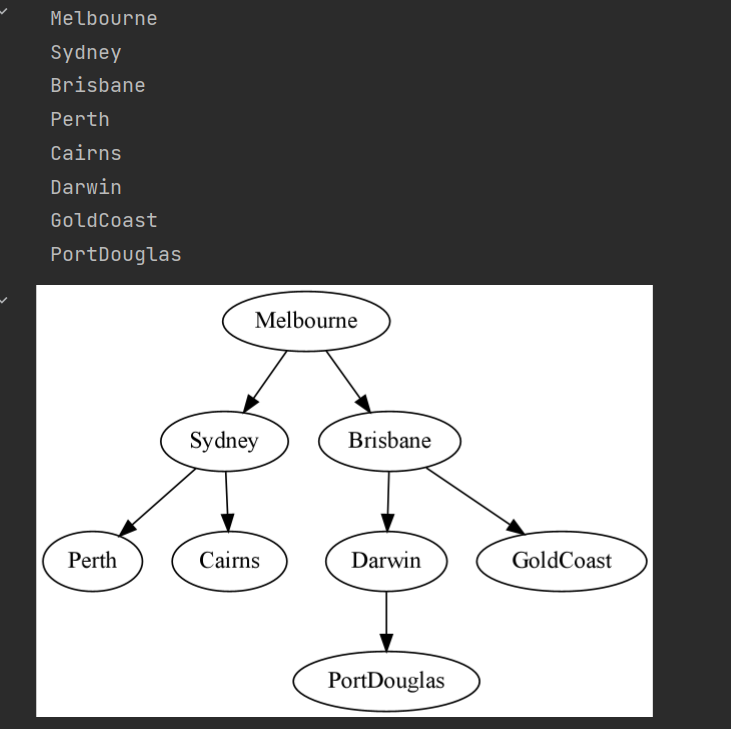 Melbourne
Sydney
Brisbane
Perth
Cairns
Darwin
GoldCoast
PortDouglas
Melbourne
Sydney Brisbane
Perth Cairns Darwin GoldCoast
PortDouglas